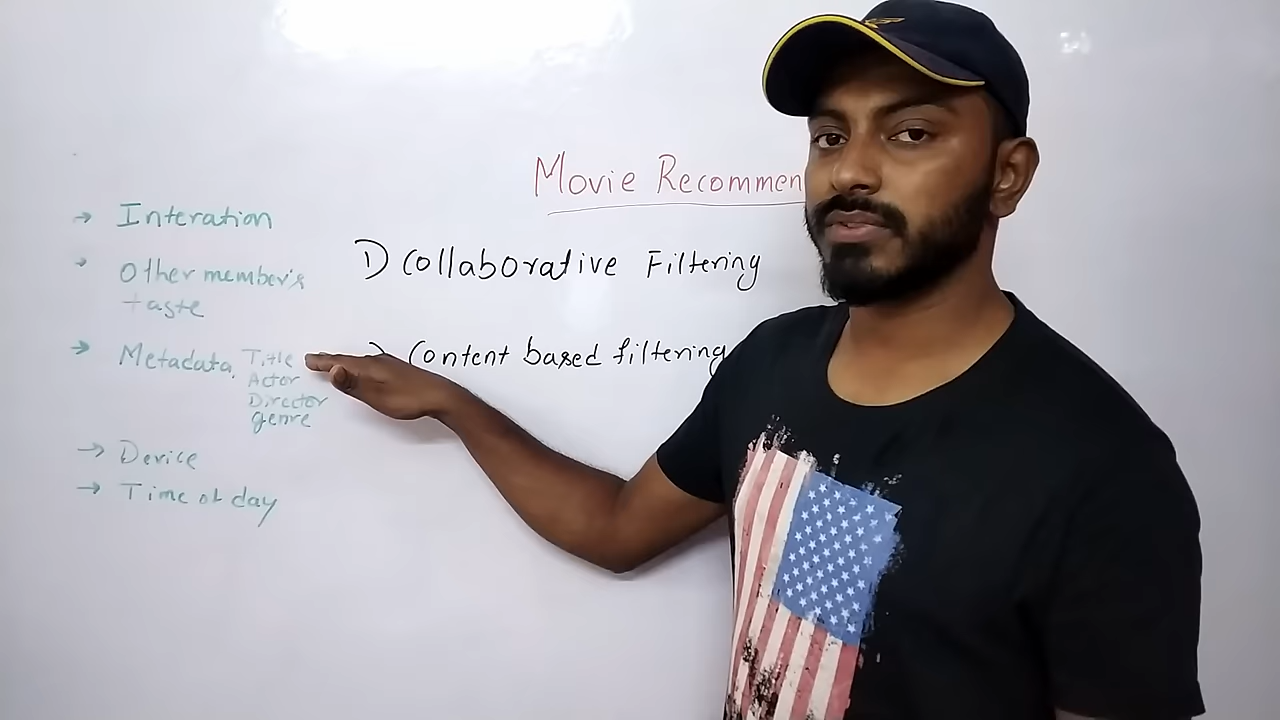 Movie Recommen
→ Interation
Other member's
taste
→ Metadata, Title
Actor
Director
genre
→ Device
→ Time of day
1) Collaborative Filtering
Content based filtering